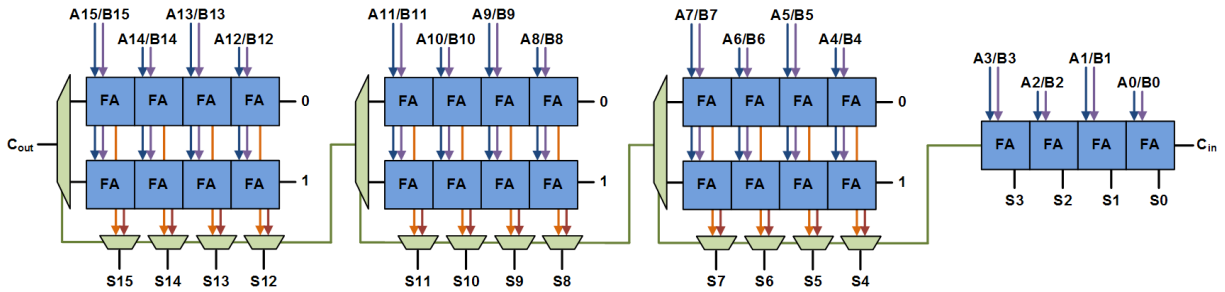 A15/B15 A13/B13
A14/B14 A12/B12
FA FA FA FA 0
FA FA FA FA 1
Cout
S15 S14 S13 S12
A11/B11 A9/B9
A10/B10 A8/B8
FA FA FA FA 0
FA FA FA FA 1
S11 S10 S9 S8
A7/B7 A5/B5
A6/B6 A4/B4
FA FA FA FA 0
FA FA FA FA 1
S7 S6 S5 S4
A3/B3 A1/B1
A2/B2 A0/B0
FA FA FA FA Cin
S3 S2 S1 S0